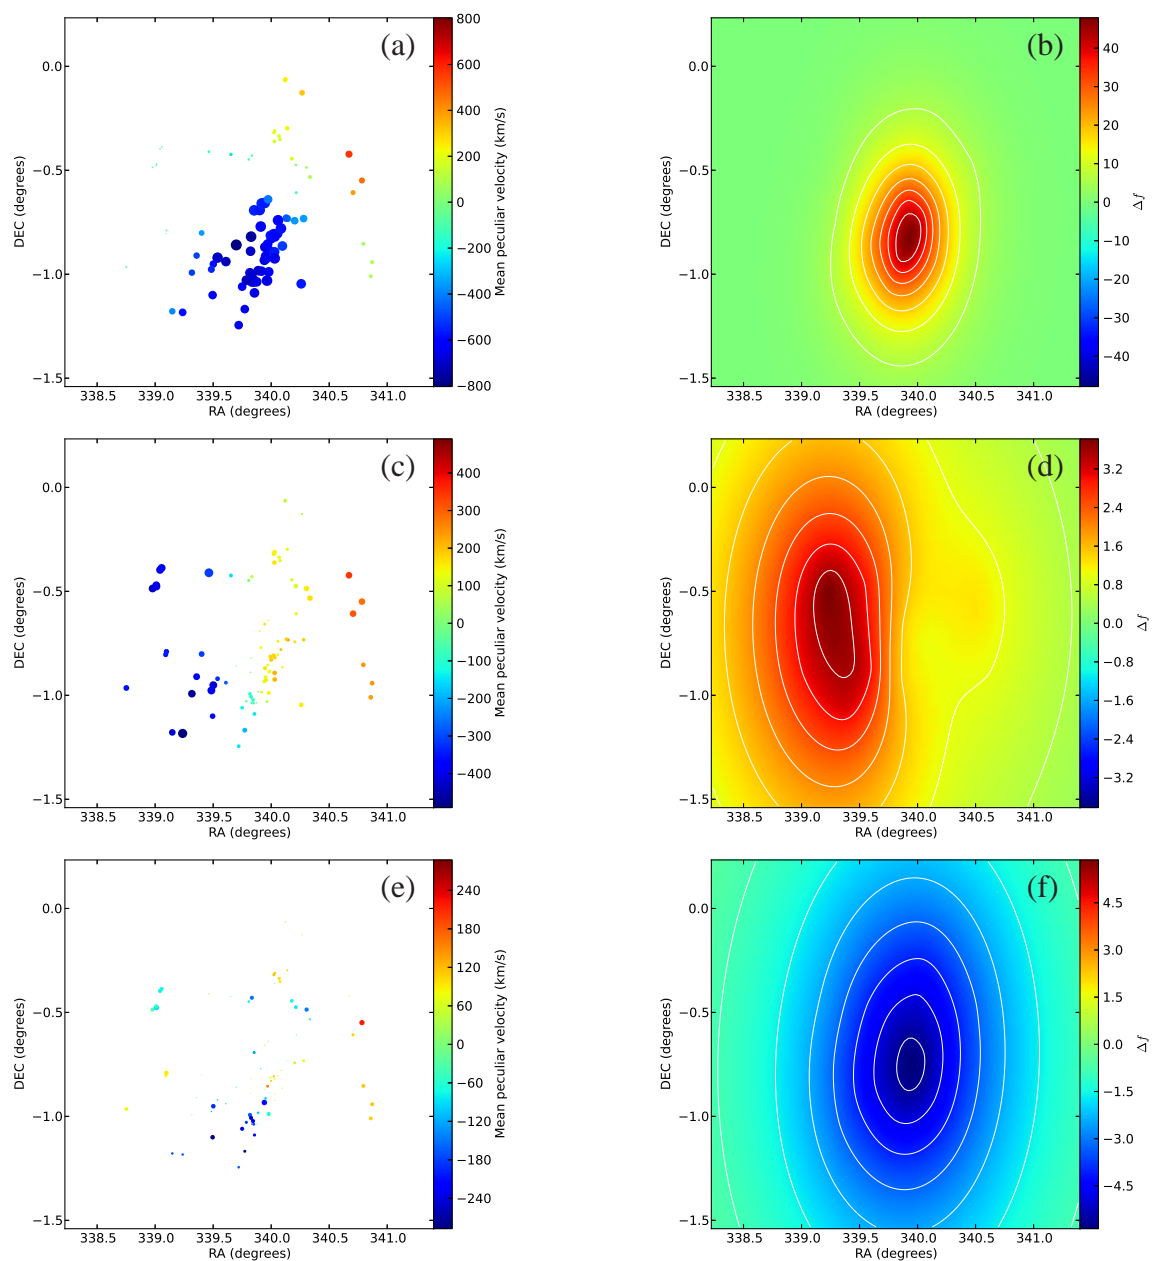 (a)
0.0
−0.5
−1.0
−1.5
DEC (degrees)
338.5 339.0 339.5 340.0 340.5 341.0
RA (degrees)
800
600
400
200
0
−200
−400
−600
−800
Mean peculiar velocity (km/s)
(b)
0.0
−0.5
−1.0
−1.5
DEC (degrees)
338.5 339.0 339.5 340.0 340.5 341.0
RA (degrees)
40
30
20
10
0
−10
−20
−30
−40
Δf
(c)
0.0
−0.5
−1.0
−1.5
DEC (degrees)
338.5 339.0 339.5 340.0 340.5 341.0
RA (degrees)
400
300
200
100
0
−100
−200
−300
−400
Mean peculiar velocity (km/s)
(d)
0.0
−0.5
−1.0
−1.5
DEC (degrees)
338.5 339.0 339.5 340.0 340.5 341.0
RA (degrees)
3.2
2.4
1.6
0.8
0.0
−0.8
−1.6
−2.4
−3.2
Δf
(e)
0.0
−0.5
−1.0
−1.5
DEC (degrees)
338.5 339.0 339.5 340.0 340.5 341.0
RA (degrees)
240
180
120
60
0
−60
−120
−180
−240
Mean peculiar velocity (km/s)
(f)
0.0
−0.5
−1.0
−1.5
DEC (degrees)
338.5 339.0 339.5 340.0 340.5 341.0
RA (degrees)
4.5
3.0
1.5
0.0
−1.5
−3.0
−4.5
Δf